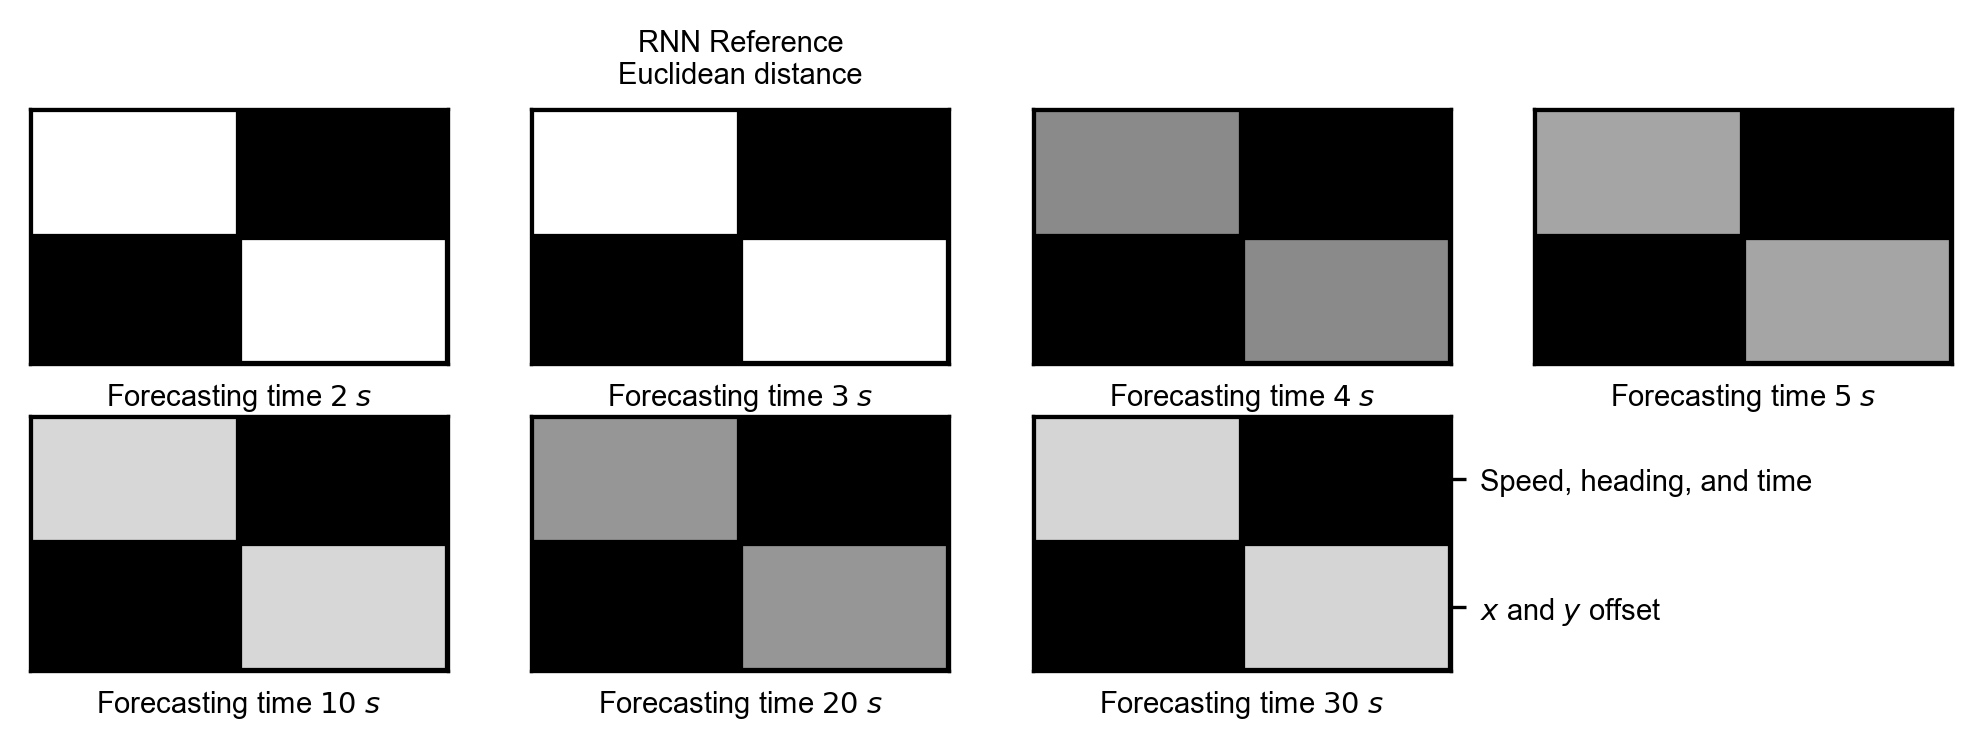 RNN Reference
Euclidean distance
Forecasting time 2 s
Forecasting time 3 s
Forecasting time 4 s
Forecasting time 5 s
Speed, heading, and time
x and y offset
Forecasting time 10 s
Forecasting time 20 s
Forecasting time 30 s